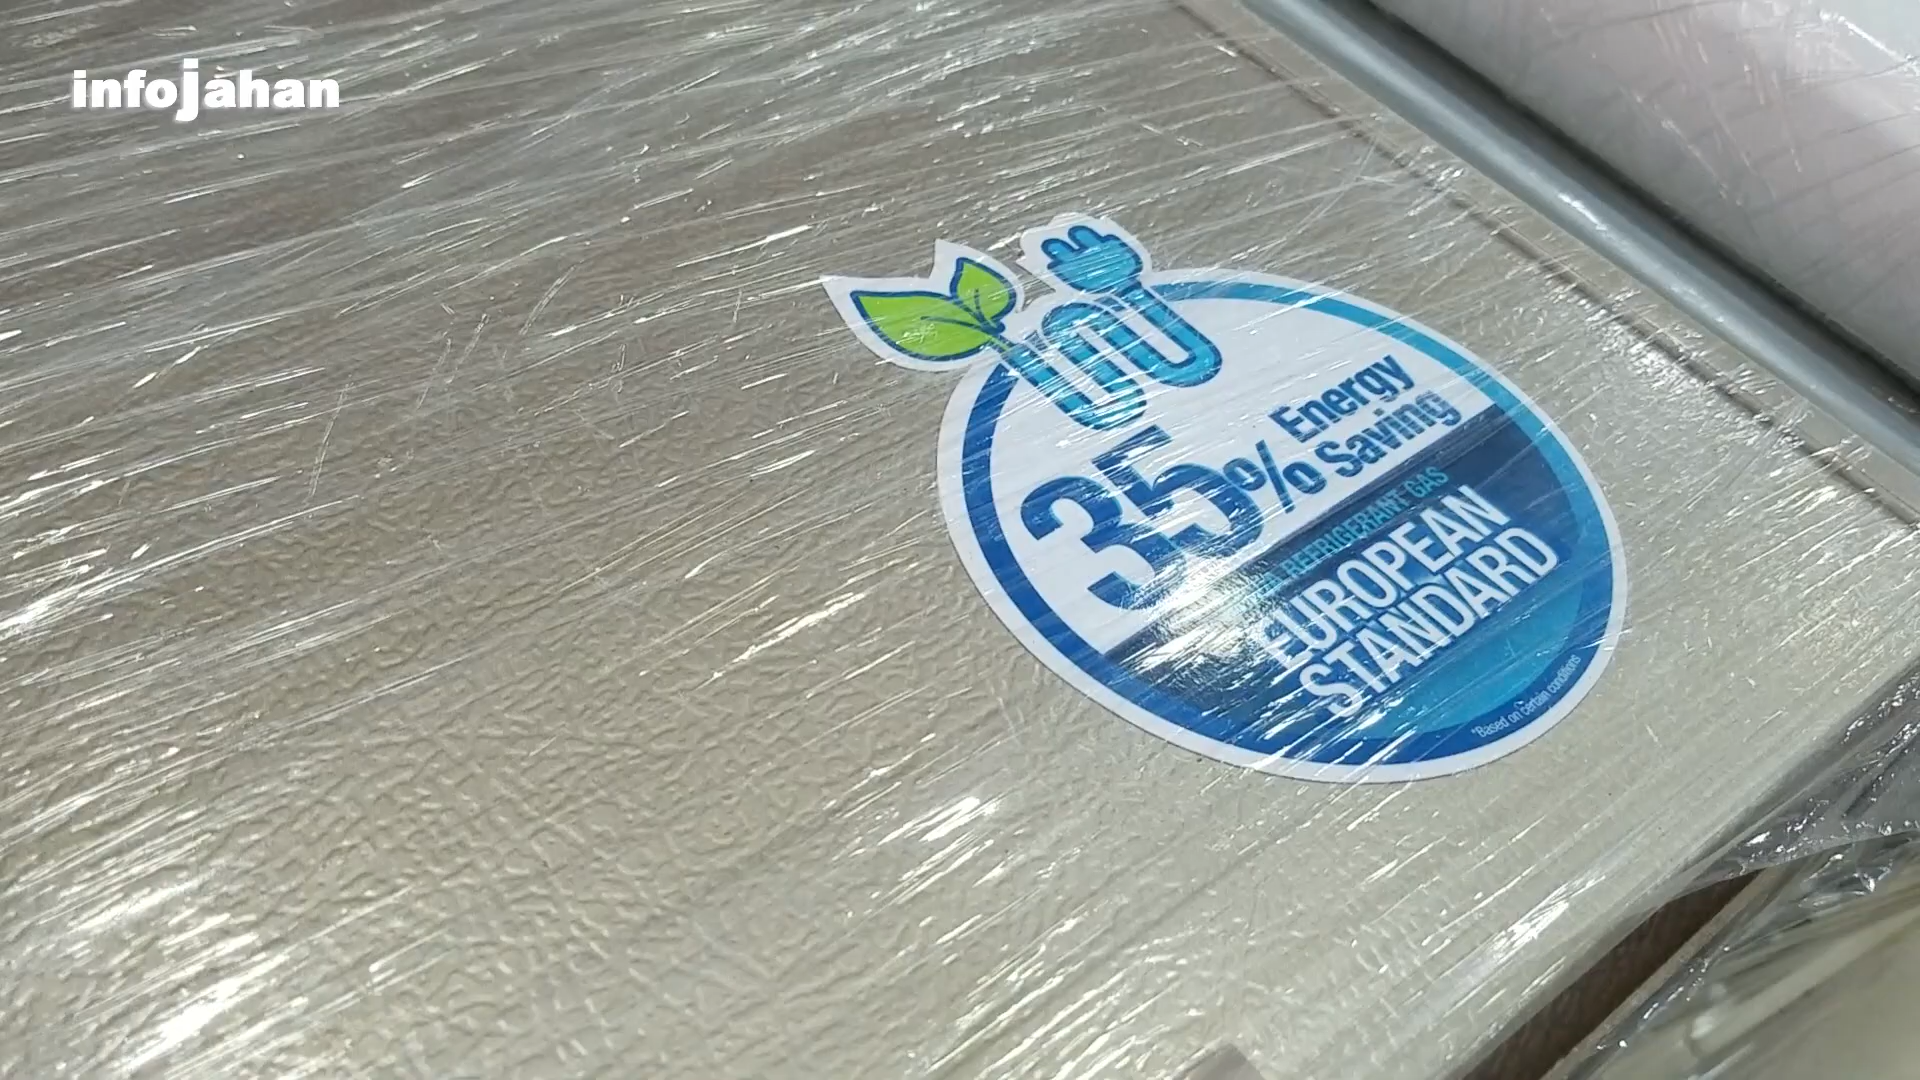 infojahan
Energy
35% Saving
REFRIGERANT GAS
EUROPEAN
STANDARD
*Based on certain conditions